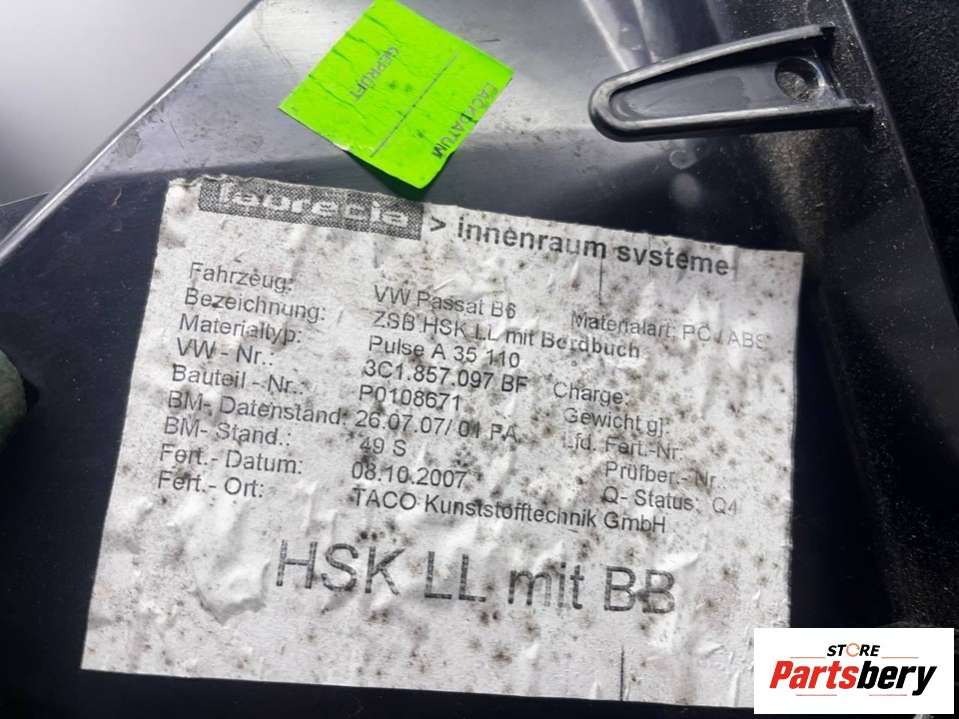 GEPRÜFT
LACKDATUM
faurecia > innenraum systeme
Fahrzeug: VW Passat B6 Materialart: PC / ABS
Bezeichnung: ZSB HSK LL mit Bordbuch
Materialtyp: Pulse A 35 110
VW - Nr.: 3C1.857.097 BF Charge:
Bauteil - Nr.: P0108671 Gewicht g]:
BM- Datenstand: 26.07.07/ 01 PA Lfd. Fert.-Nr:
BM- Stand.: 49 S Prüfber.- Nr
Fert.- Datum: 08.10.2007 Q- Status: Q4
Fert.- Ort: TACO Kunststofftechnik GmbH
HSK LL mit BB
STORE
Partsbery